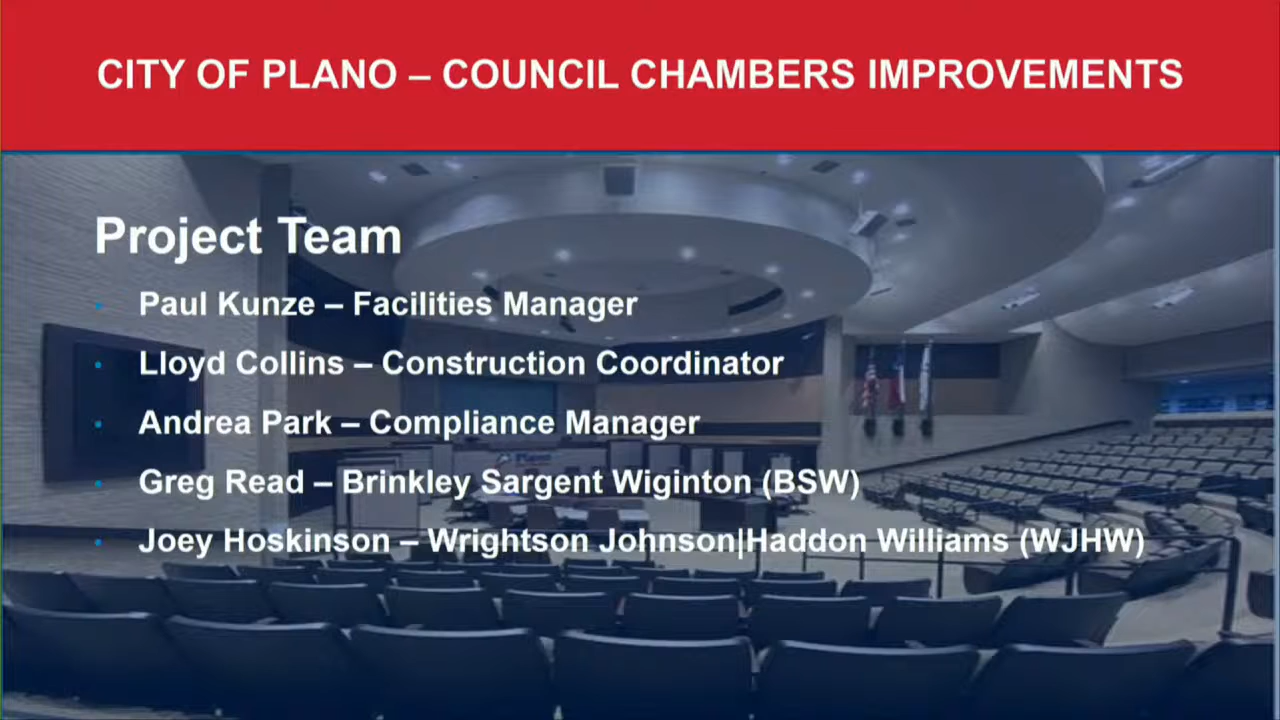 CITY OF PLANO – COUNCIL CHAMBERS IMPROVEMENTS
Project Team
Paul Kunze – Facilities Manager
Lloyd Collins – Construction Coordinator
Andrea Park – Compliance Manager
Greg Read – Brinkley Sargent Wiginton (BSW)
Joey Hoskinson – Wrightson Johnson|Haddon Williams (WJHW)